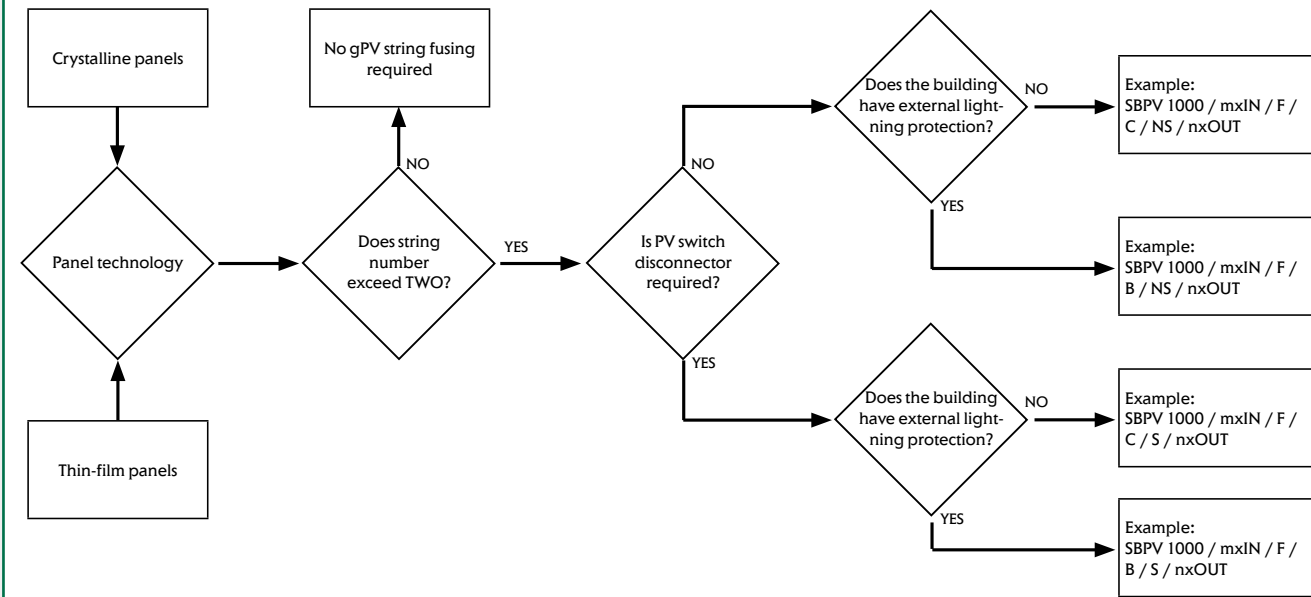 Crystalline panels
No gPV string fusing
required
Does the building
have external light-
ning protection?
NO
Example:
SBPV 1000 / mxIN / F /
C / NS / nxOUT
NO
NO
YES
Panel technology
Does string
number
exceed TWO?
YES
Is PV switch
disconnector
required?
Example:
SBPV 1000 / mxIN / F /
B / NS / nxOUT
YES
Thin-film panels
Does the building
have external light-
ning protection?
NO
Example:
SBPV 1000 / mxIN / F /
C / S / nxOUT
YES
Example:
SBPV 1000 / mxIN / F /
B / S / nxOUT